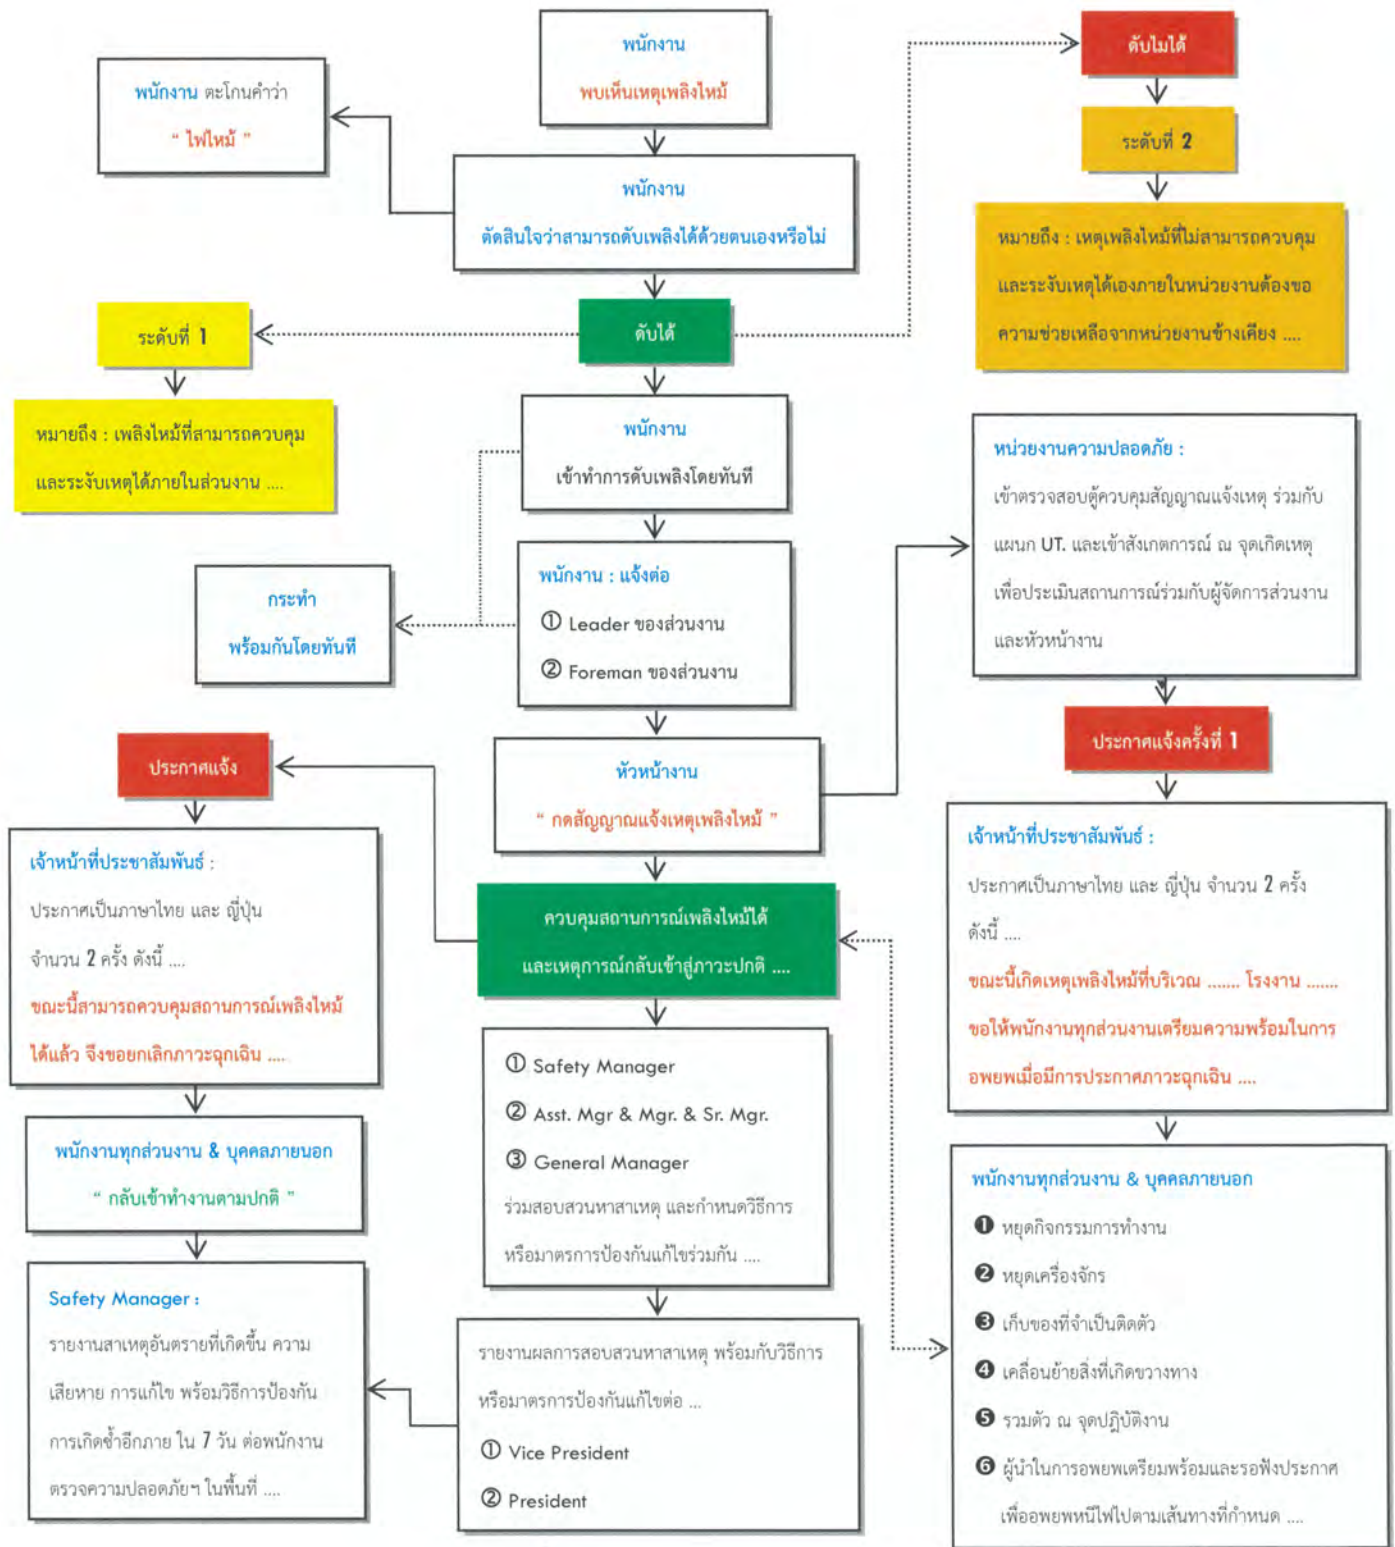 พนักงาน
พบเห็นเหตุเพลิงไหม้
ดับไม่ได้
พนักงาน ตะโกนคำว่า
“ ไฟไหม้ ”
ระดับที่ 2
พนักงาน
ตัดสินใจว่าสามารถดับเพลิงได้ด้วยตนเองหรือไม่
หมายถึง : เหตุเพลิงไหม้ที่ไม่สามารถควบคุม
และระงับเหตุได้เองภายในหน่วยงานต้องขอ
ความช่วยเหลือจากหน่วยงานข้างเคียง ....
ระดับที่ 1
ดับได้
หมายถึง : เพลิงไหม้ที่สามารถควบคุม
และระงับเหตุได้ภายในส่วนงาน ....
พนักงาน
เข้าทำการดับเพลิงโดยทันที
หน่วยงานความปลอดภัย :
เข้าตรวจสอบตู้ควบคุมสัญญาณแจ้งเหตุ ร่วมกับ
แผนก UT. และเข้าสังเกตการณ์ ณ จุดเกิดเหตุ
เพื่อประเมินสถานการณ์ร่วมกับผู้จัดการส่วนงาน
และหัวหน้างาน
กระทำ
พร้อมกันโดยทันที
พนักงาน : แจ้งต่อ
① Leader ของส่วนงาน
② Foreman ของส่วนงาน
ประกาศแจ้ง
หัวหน้างาน
“ กดสัญญาณแจ้งเหตุเพลิงไหม้ ”
ประกาศแจ้งครั้งที่ 1
เจ้าหน้าที่ประชาสัมพันธ์ :
ประกาศเป็นภาษาไทย และ ญี่ปุ่น
จำนวน 2 ครั้ง ดังนี้ ....
ขณะนี้สามารถควบคุมสถานการณ์เพลิงไหม้
ได้แล้ว จึงขอยกเลิกภาวะฉุกเฉิน ....
ควบคุมสถานการณ์เพลิงไหม้ได้
และเหตุการณ์กลับเข้าสู่ภาวะปกติ ....
เจ้าหน้าที่ประชาสัมพันธ์ :
ประกาศเป็นภาษาไทย และ ญี่ปุ่น จำนวน 2 ครั้ง
ดังนี้ ....
ขณะนี้เกิดเหตุเพลิงไหม้ที่บริเวณ ....... โรงงาน .......
ขอให้พนักงานทุกส่วนงานเตรียมความพร้อมในการ
อพยพเมื่อมีการประกาศภาวะฉุกเฉิน ....
① Safety Manager
② Asst. Mgr & Mgr. & Sr. Mgr.
③ General Manager
ร่วมสอบสวนหาสาเหตุ และกำหนดวิธีการ
หรือมาตรการป้องกันแก้ไขร่วมกัน ....
พนักงานทุกส่วนงาน & บุคคลภายนอก
“ กลับเข้าทำงานตามปกติ ”
พนักงานทุกส่วนงาน & บุคคลภายนอก
❶ หยุดกิจกรรมการทำงาน
❷ หยุดเครื่องจักร
❸ เก็บของที่จำเป็นติดตัว
❹ เคลื่อนย้ายสิ่งที่เกิดขวางทาง
❺ รวมตัว ณ จุดปฏิบัติงาน
❻ ผู้นำในการอพยพเตรียมพร้อมและรอฟังประกาศ
เพื่ออพยพหนีไฟไปตามเส้นทางที่กำหนด ....
Safety Manager :
รายงานสาเหตุอันตรายที่เกิดขึ้น ความ
เสียหาย การแก้ไข พร้อมวิธีการป้องกัน
การเกิดซ้ำอีกภาย ใน 7 วัน ต่อพนักงาน
ตรวจความปลอดภัยฯ ในพื้นที่ ....
รายงานผลการสอบสวนหาสาเหตุ พร้อมกับวิธีการ
หรือมาตรการป้องกันแก้ไขต่อ ...
① Vice President
② President